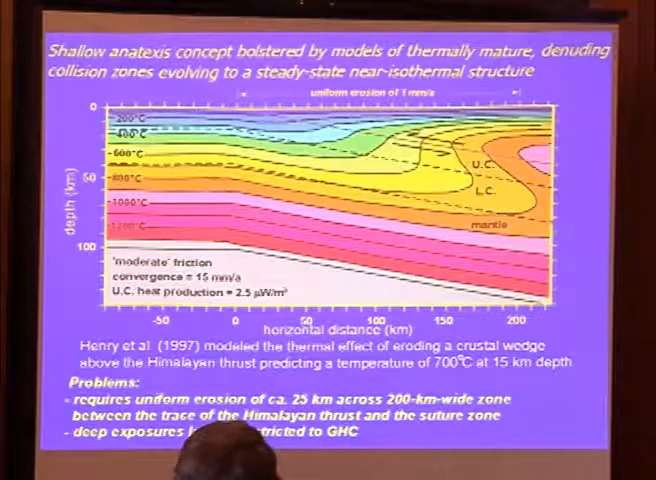 Shallow anatexis concept bolstered by models of thermally mature, denuding
collision zones evolving to a steady-state near-isothermal structure
uniform erosion of 1 mm/a
0
200°C
400°C
600°C
U.C.
50
800°C
L.C.
1000°C
1200°C
mantle
depth (km)
100
'moderate' friction
convergence = 15 mm/a
U.C. heat production = 2.5 µW/m³
-50 0 50 100 150 200
horizontal distance (km)
Henry et al. (1997) modeled the thermal effect of eroding a crustal wedge
above the Himalayan thrust predicting a temperature of 700°C at 15 km depth
Problems:
- requires uniform erosion of ca. 25 km across 200-km-wide zone
between the trace of the Himalayan thrust and the suture zone
- deep exposures to GHC